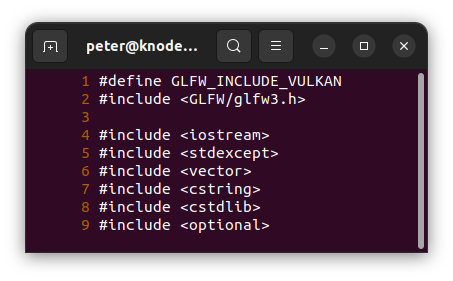 peter@knode...
1 #define GLFW_INCLUDE_VULKAN
2 #include <GLFW/glfw3.h>
3
4 #include <iostream>
5 #include <stdexcept>
6 #include <vector>
7 #include <cstring>
8 #include <cstdlib>
9 #include <optional>